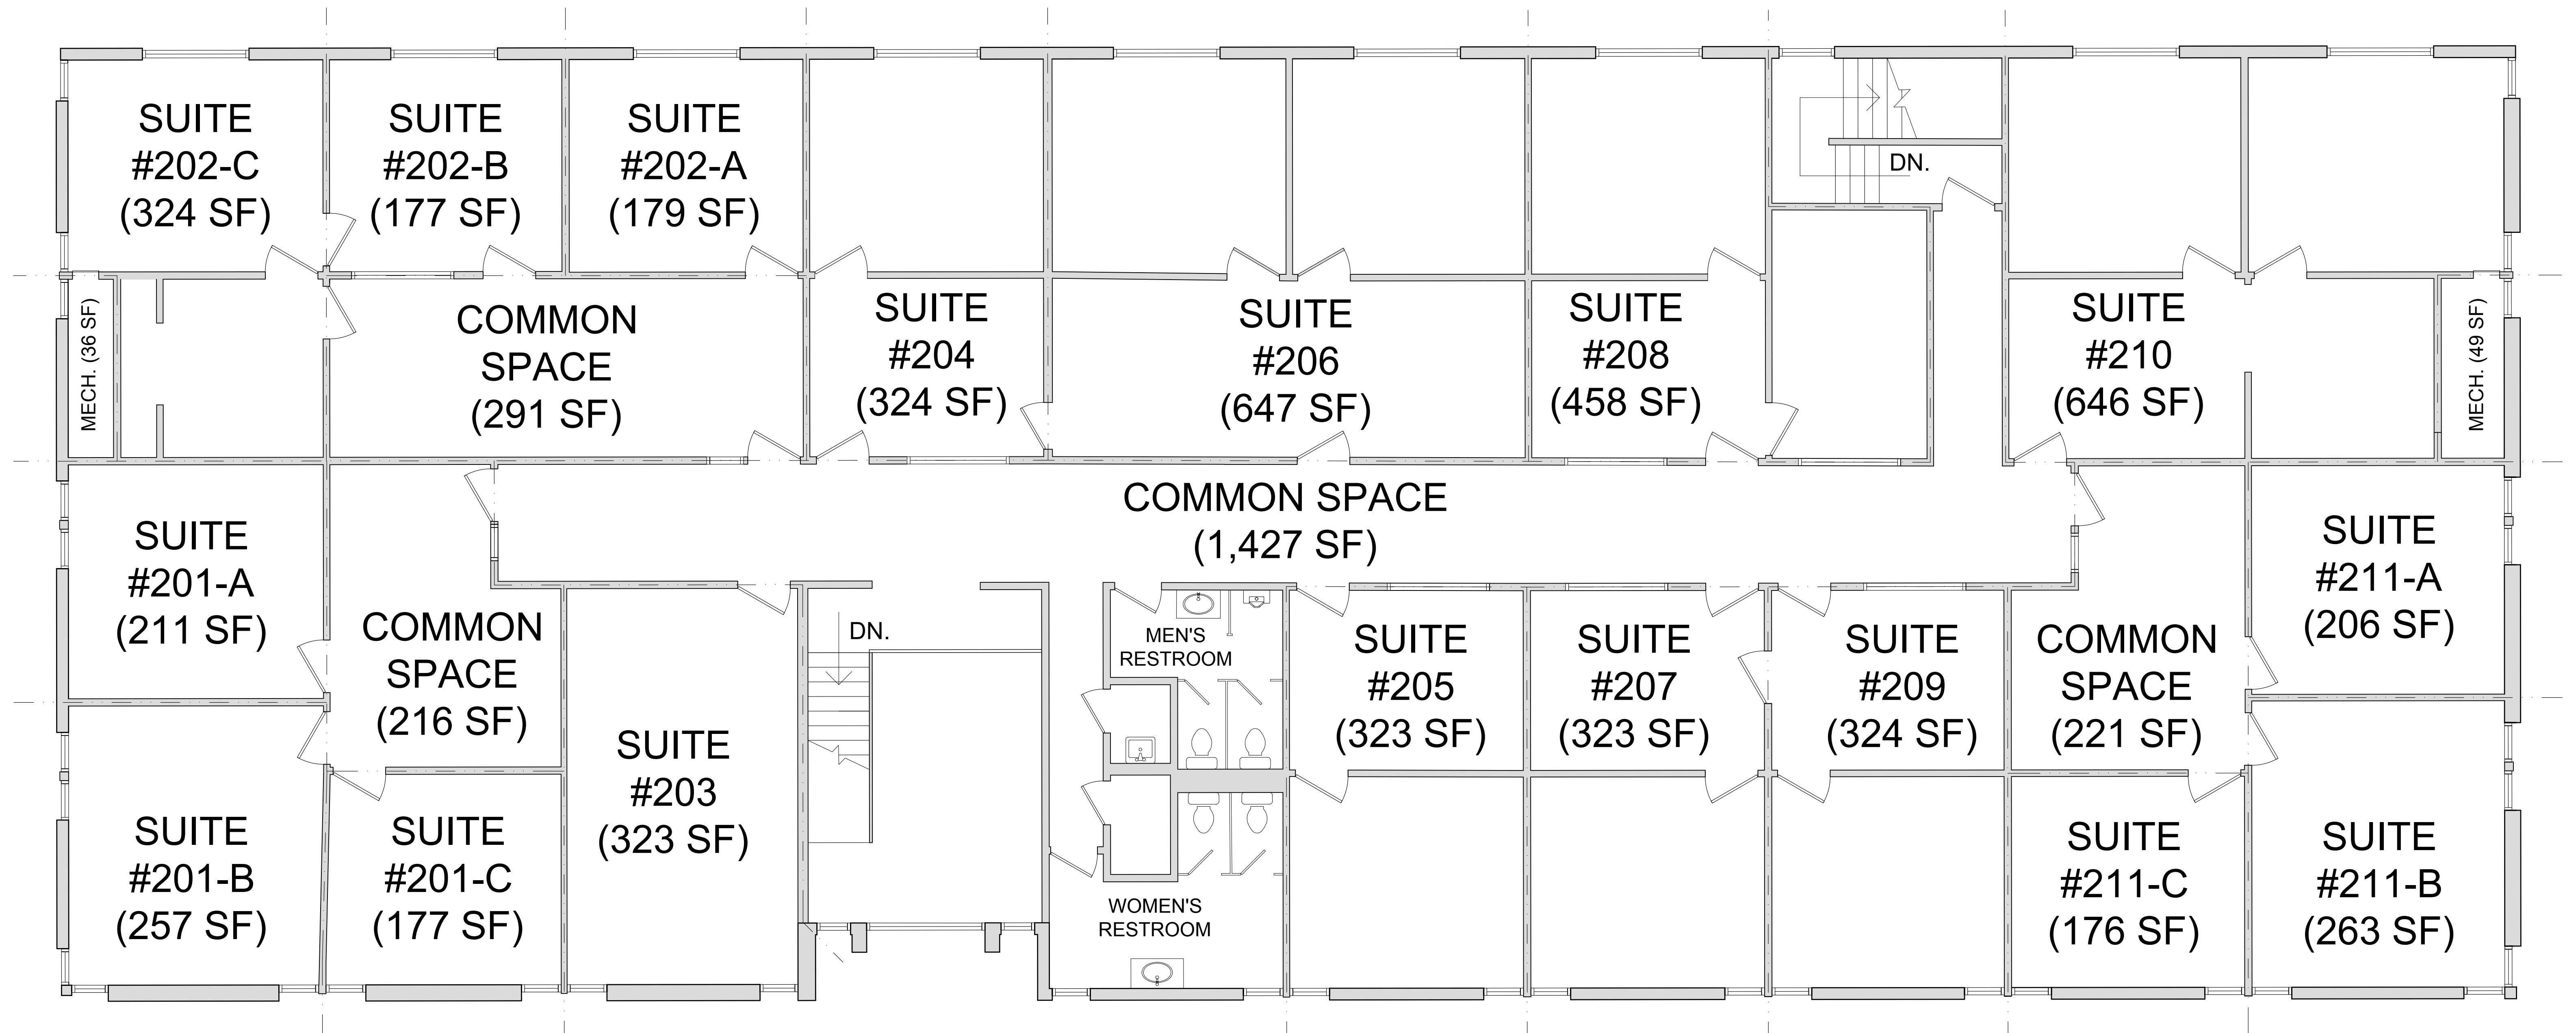 SUITE
#202-C
(324 SF)
SUITE
#202-B
(177 SF)
SUITE
#202-A
(179 SF)
DN.
MECH. (36 SF)
COMMON
SPACE
(291 SF)
SUITE
#204
(324 SF)
SUITE
#206
(647 SF)
SUITE
#208
(458 SF)
SUITE
#210
(646 SF)
MECH. (49 SF)
COMMON SPACE
(1,427 SF)
SUITE
#201-A
(211 SF)
COMMON
SPACE
(216 SF)
DN.
MEN'S
RESTROOM
SUITE
#205
(323 SF)
SUITE
#207
(323 SF)
SUITE
#209
(324 SF)
COMMON
SPACE
(221 SF)
SUITE
#211-A
(206 SF)
SUITE
#201-B
(257 SF)
SUITE
#201-C
(177 SF)
SUITE
#203
(323 SF)
WOMEN'S
RESTROOM
SUITE
#211-C
(176 SF)
SUITE
#211-B
(263 SF)